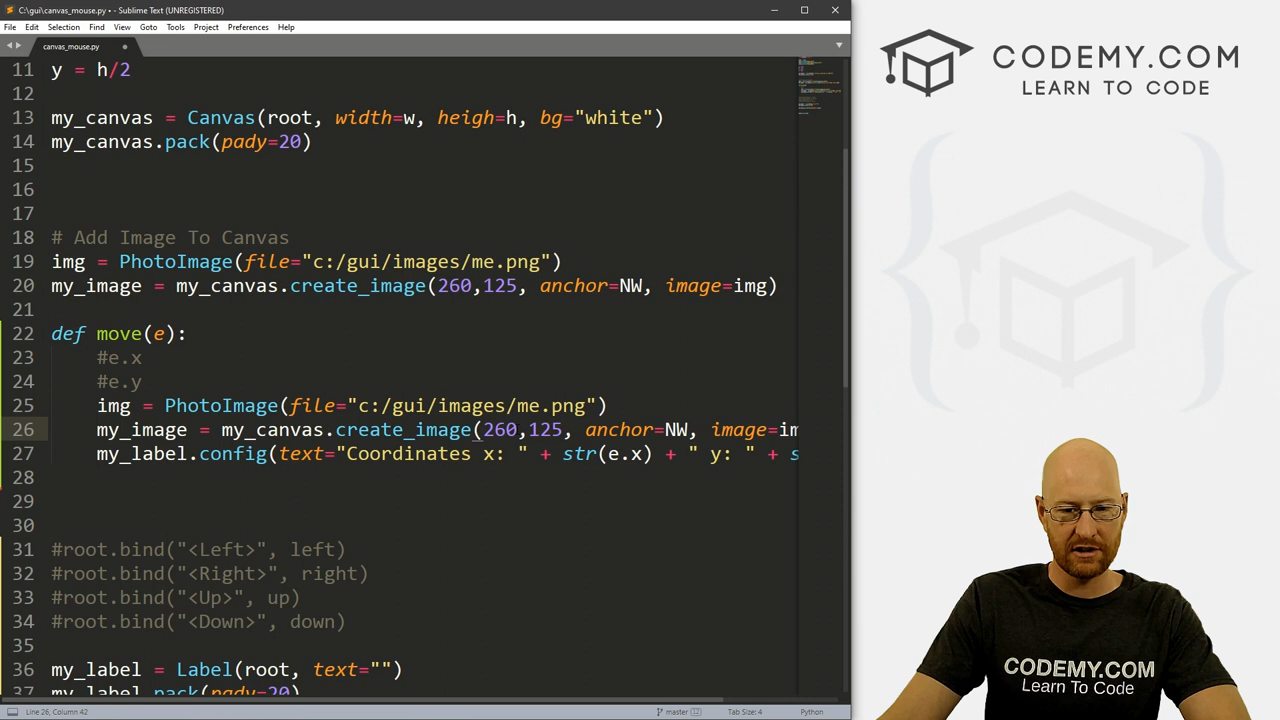 C:\gui\canvas_mouse.py • - Sublime Text (UNREGISTERED)
File Edit Selection Find View Goto Tools Project Preferences Help
canvas_mouse.py
11 y = h/2
12
13 my_canvas = Canvas(root, width=w, heigh=h, bg="white")
14 my_canvas.pack(pady=20)
15
16
17
18 # Add Image To Canvas
19 img = PhotoImage(file="c:/gui/images/me.png")
20 my_image = my_canvas.create_image(260,125, anchor=NW, image=img)
21
22 def move(e):
23 #e.x
24 #e.y
25 img = PhotoImage(file="c:/gui/images/me.png")
26 my_image = my_canvas.create_image(260,125, anchor=NW, image=im
27 my_label.config(text="Coordinates x: " + str(e.x) + " y: " + s
28
29
30
31 #root.bind("<Left>", left)
32 #root.bind("<Right>", right)
33 #root.bind("<Up>", up)
34 #root.bind("<Down>", down)
35
36 my_label = Label(root, text="")
37 my_label.pack(pady=20)
Line 26, Column 42
master 12
Tab Size: 4
Python
CODEMY.COM
LEARN TO CODE
CODEMY.COM
Learn To Code